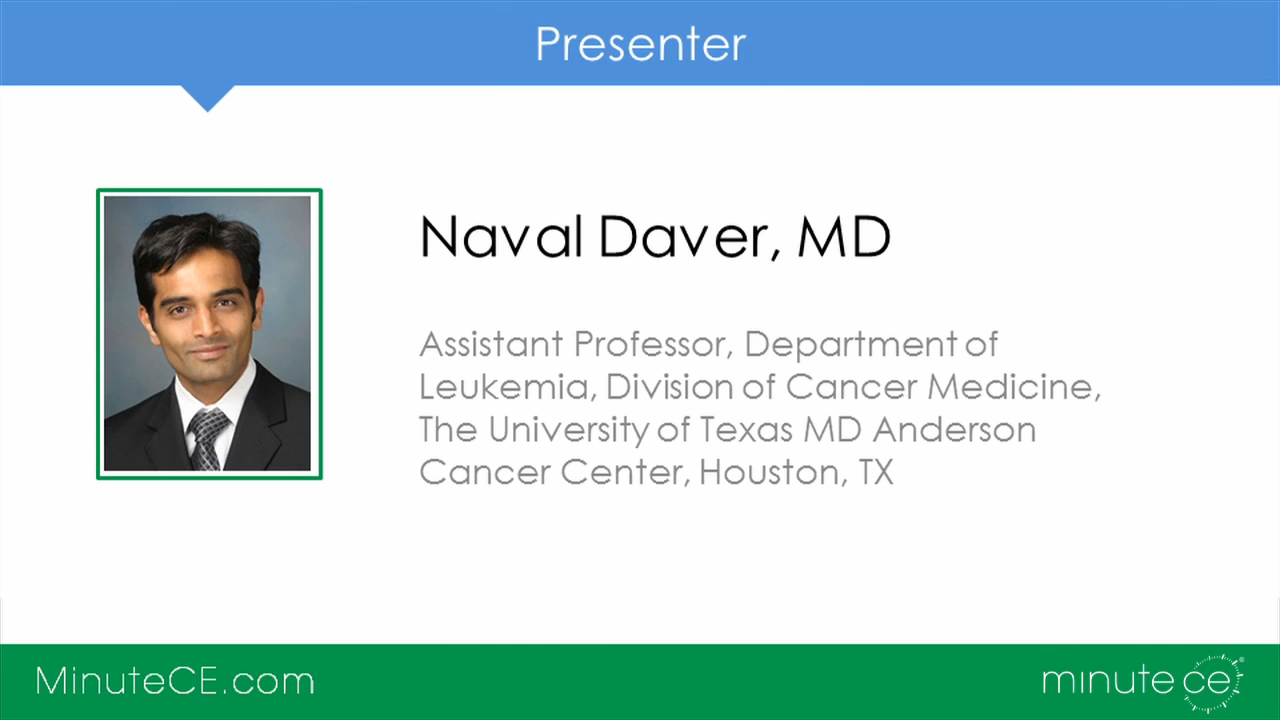 Presenter
Naval Daver, MD
Assistant Professor, Department of
Leukemia, Division of Cancer Medicine,
The University of Texas MD Anderson
Cancer Center, Houston, TX
MinuteCE.com
minute ce®